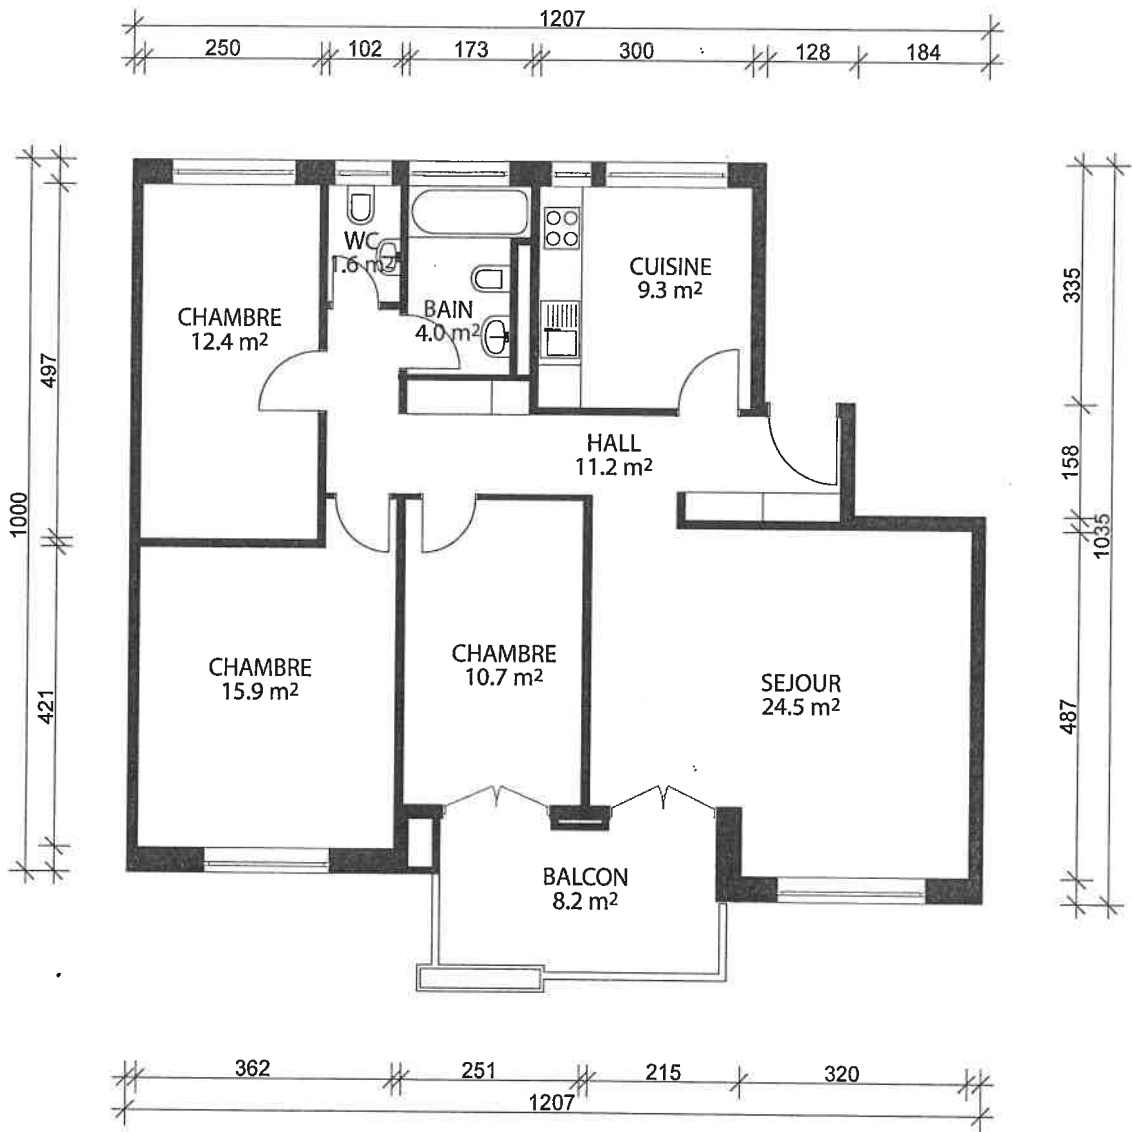 1207
250
102
173
300
128
184
WC
1.6 m²
CUISINE
9.3 m²
CHAMBRE
12.4 m²
BAIN
4.0 m²
HALL
11.2 m²
497
421
1000
335
158
487
1035
CHAMBRE
15.9 m²
CHAMBRE
10.7 m²
SEJOUR
24.5 m²
BALCON
8.2 m²
362
251
215
320
1207